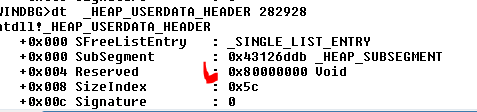 WINDBG>dt _HEAP_USERDATA_HEADER 282928
ntdll!_HEAP_USERDATA_HEADER
+0x000 SFreeListEntry : _SINGLE_LIST_ENTRY
+0x000 SubSegment : 0x43126ddb _HEAP_SUBSEGMENT
+0x004 Reserved : 0x80000000 Void
+0x008 SizeIndex : 0x5c
+0x00c Signature : 0